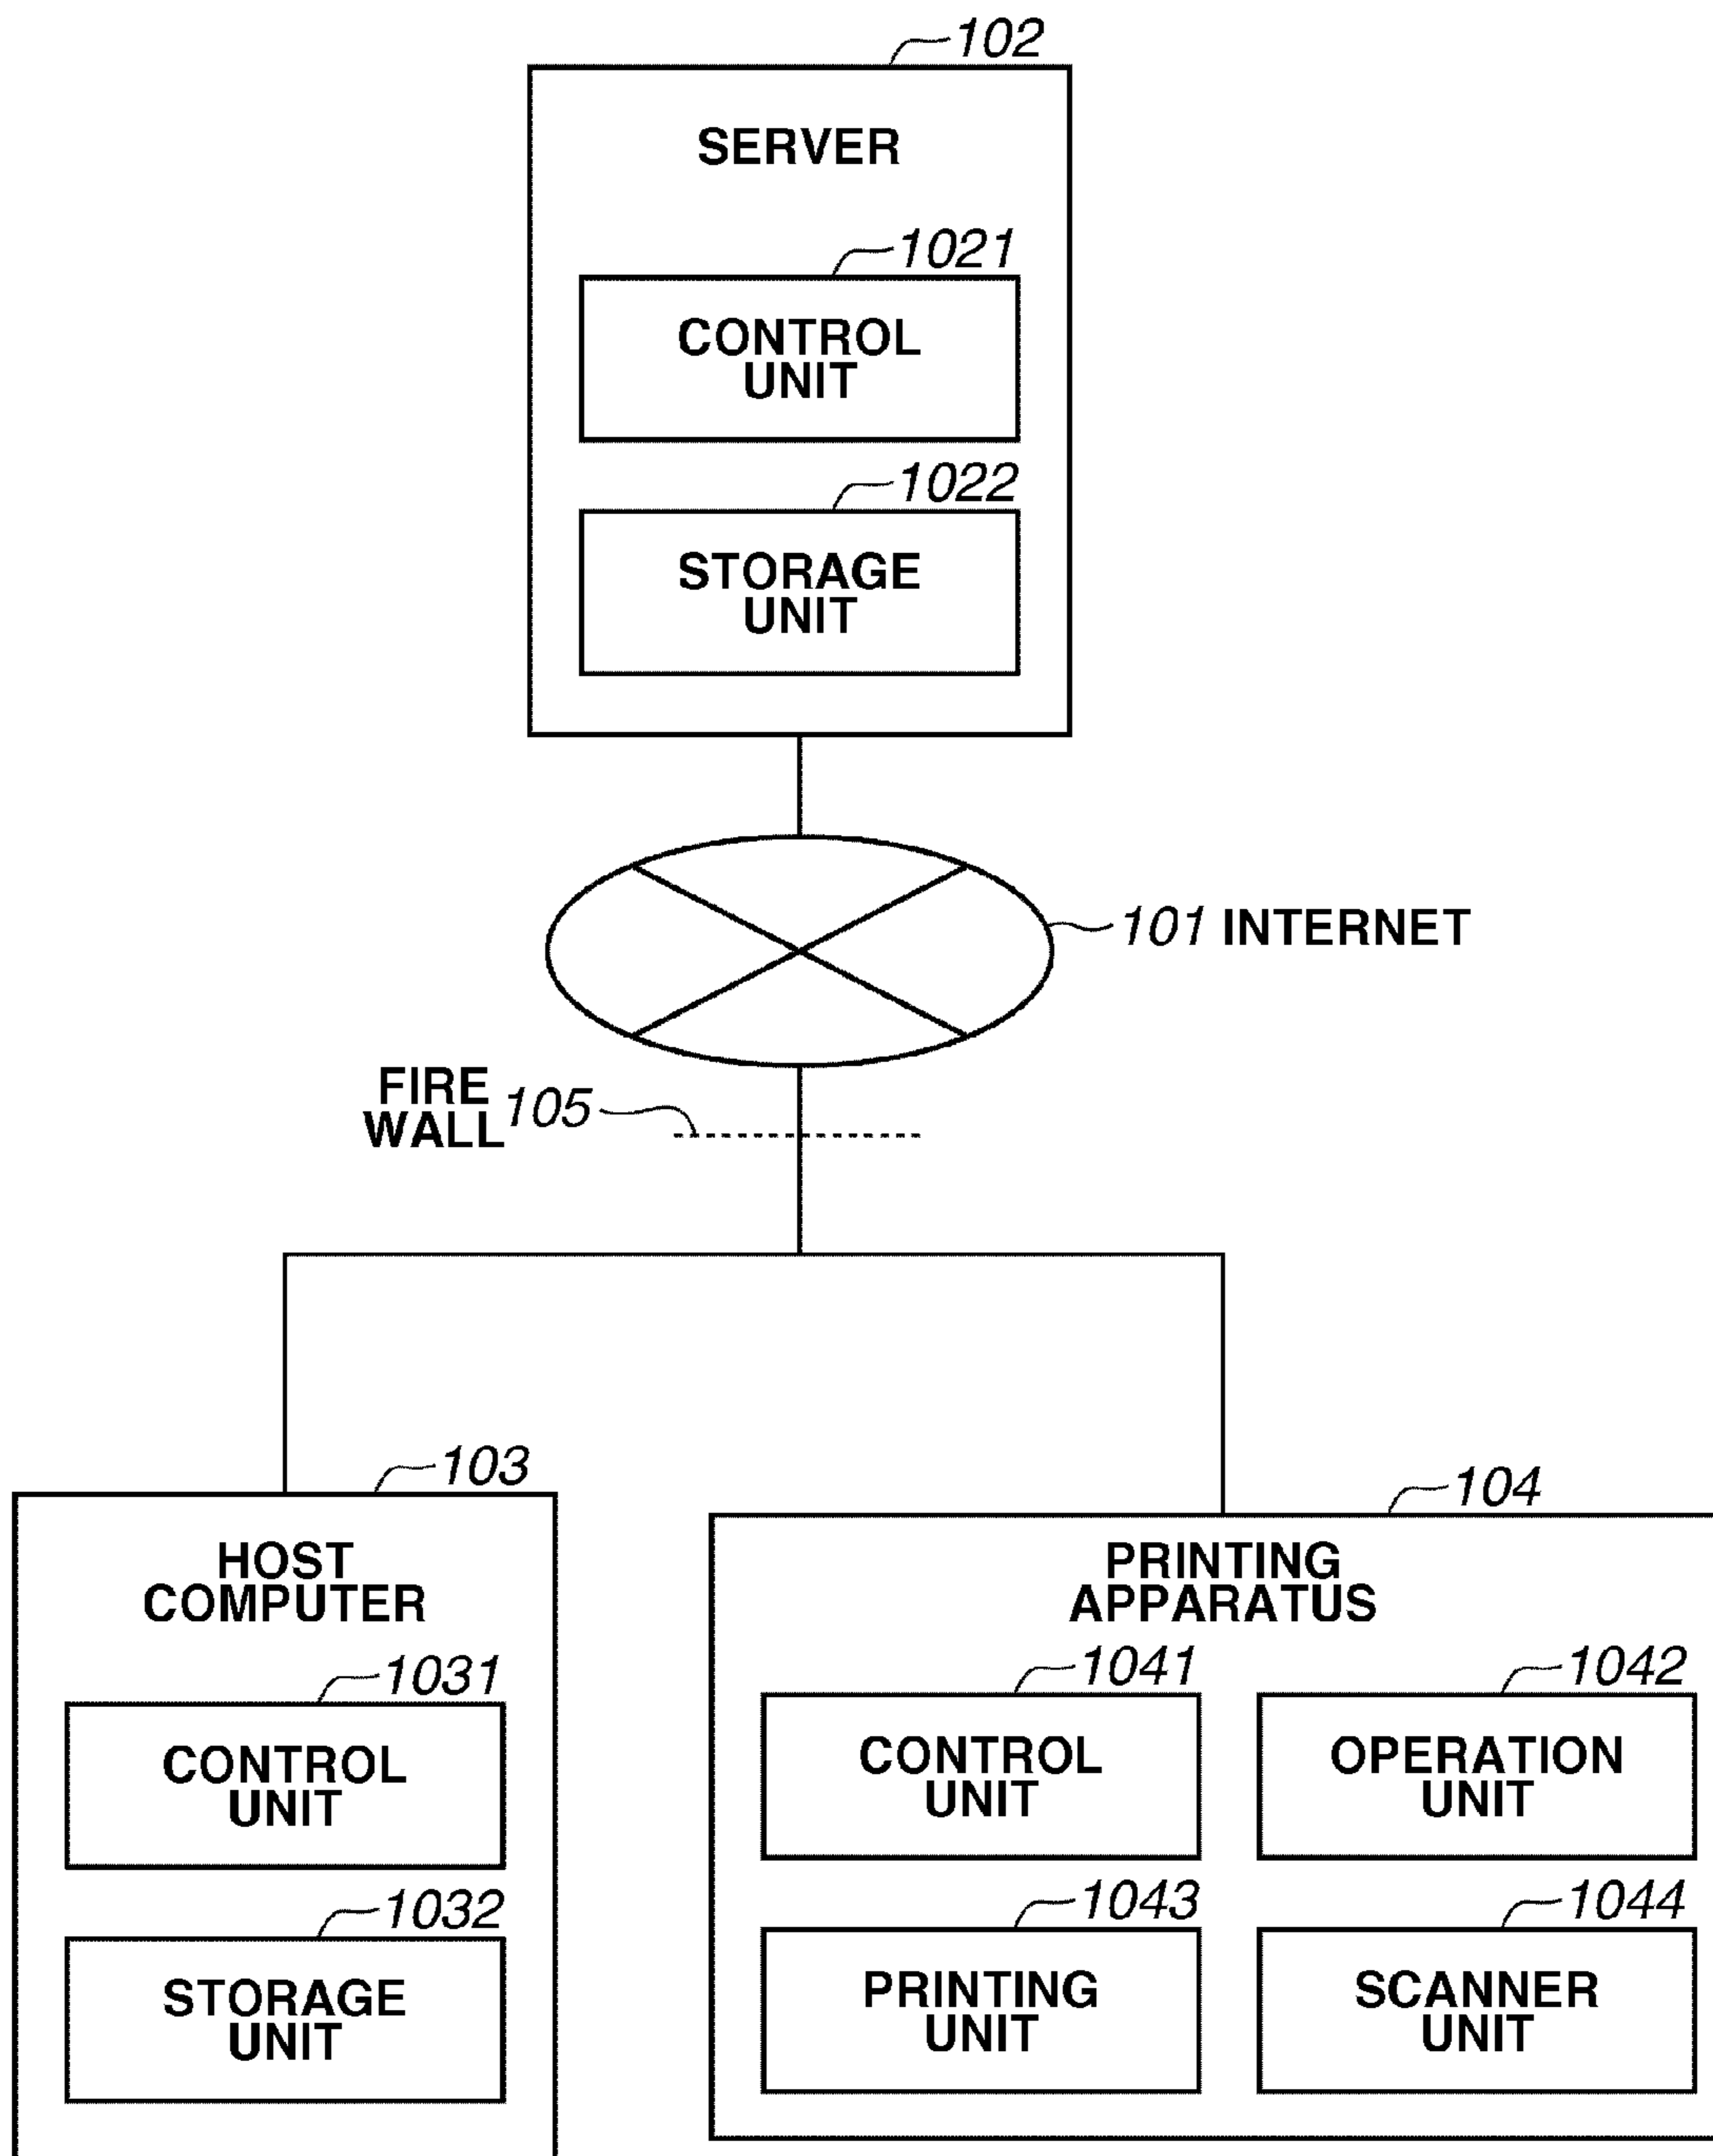 102
SERVER
1021
CONTROL
UNIT
1022
STORAGE
UNIT
101 INTERNET
FIRE
WALL 105
103
HOST
COMPUTER
1031
CONTROL
UNIT
1032
STORAGE
UNIT
104
PRINTING
APPARATUS
1041
CONTROL
UNIT
1042
OPERATION
UNIT
1043
PRINTING
UNIT
1044
SCANNER
UNIT